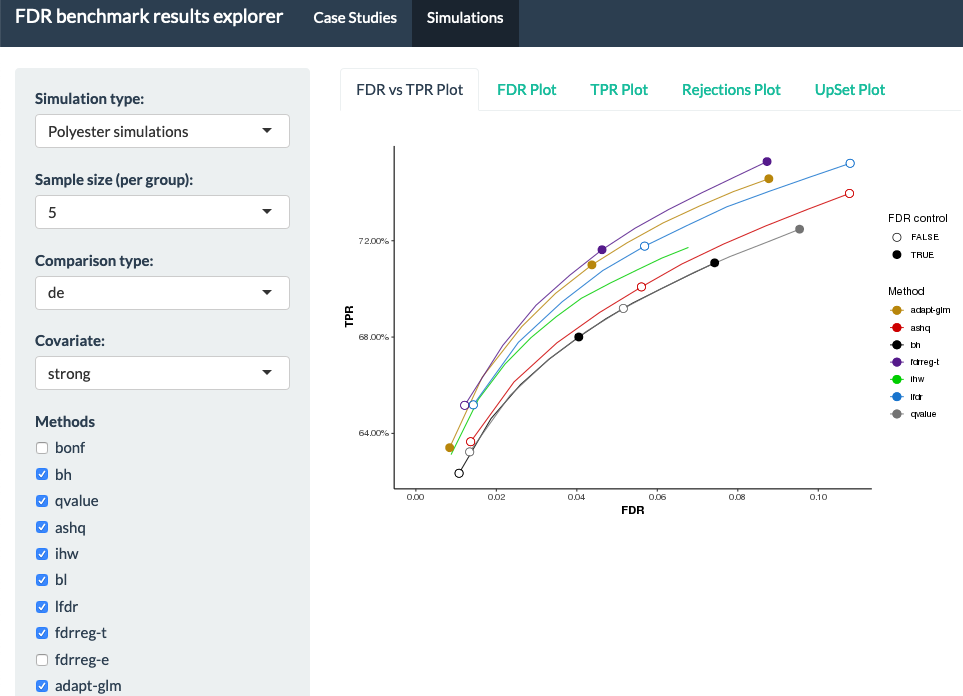 FDR benchmark results explorer
Case Studies
Simulations
Simulation type:
Polyester simulations
Sample size (per group):
5
Comparison type:
de
Covariate:
strong
Methods
bonf
bh
qvalue
ashq
ihw
bl
lfdr
fdrreg-t
fdrreg-e
adapt-glm
FDR vs TPR Plot
FDR Plot
TPR Plot
Rejections Plot
UpSet Plot
TPR
72.00%
68.00%
64.00%
0.00
0.02
0.04
0.06
0.08
0.10
FDR
FDR control
FALSE
TRUE
Method
adapt-glm
ashq
bh
fdrreg-t
ihw
lfdr
qvalue